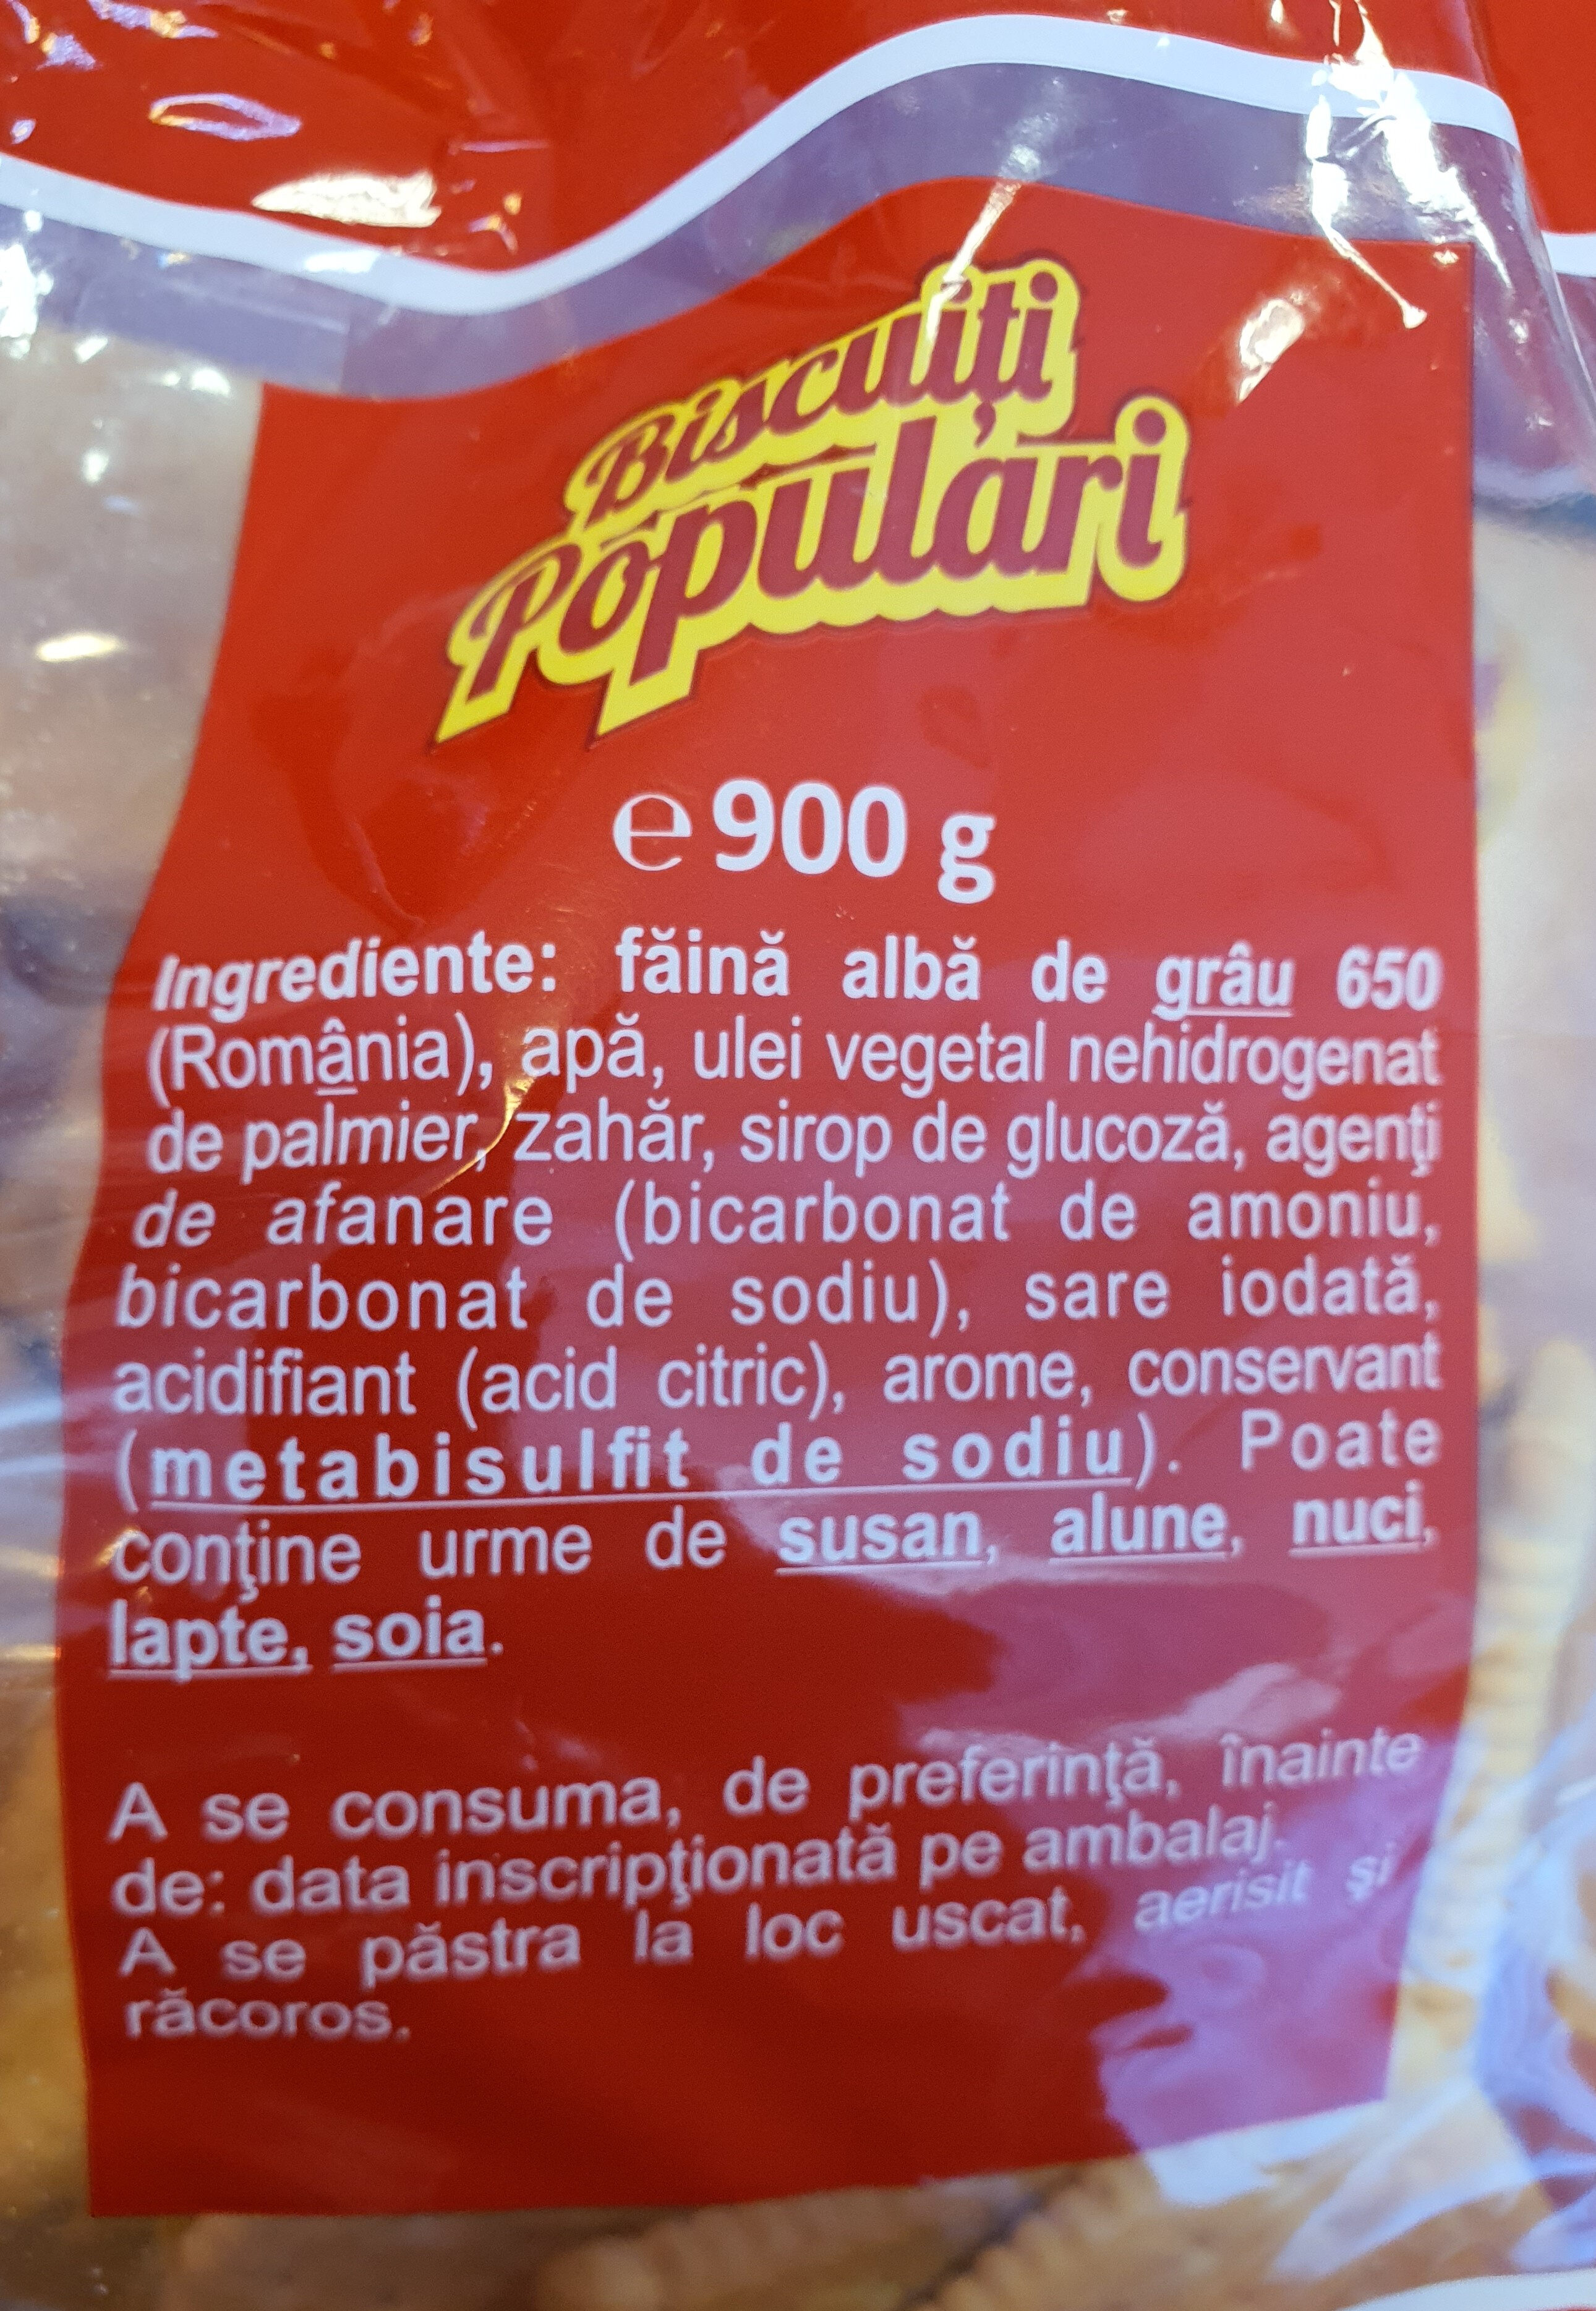 Biscuiți
Populari
℮ 900 g
Ingrediente: făină albă de grâu 650
(România), apă, ulei vegetal nehidrogenat
de palmier, zahăr, sirop de glucoză, agenţi
de afanare (bicarbonat de amoniu,
bicarbonat de sodiu), sare iodată,
acidifiant (acid citric), arome, conservant
(metabisulfit de sodiu). Poate
conţine urme de susan, alune, nuci,
lapte, soia.
A se consuma, de preferinţă, înainte
de: data inscripţionată pe ambalaj.
A se păstra la loc uscat, aerisit şi
răcoros.